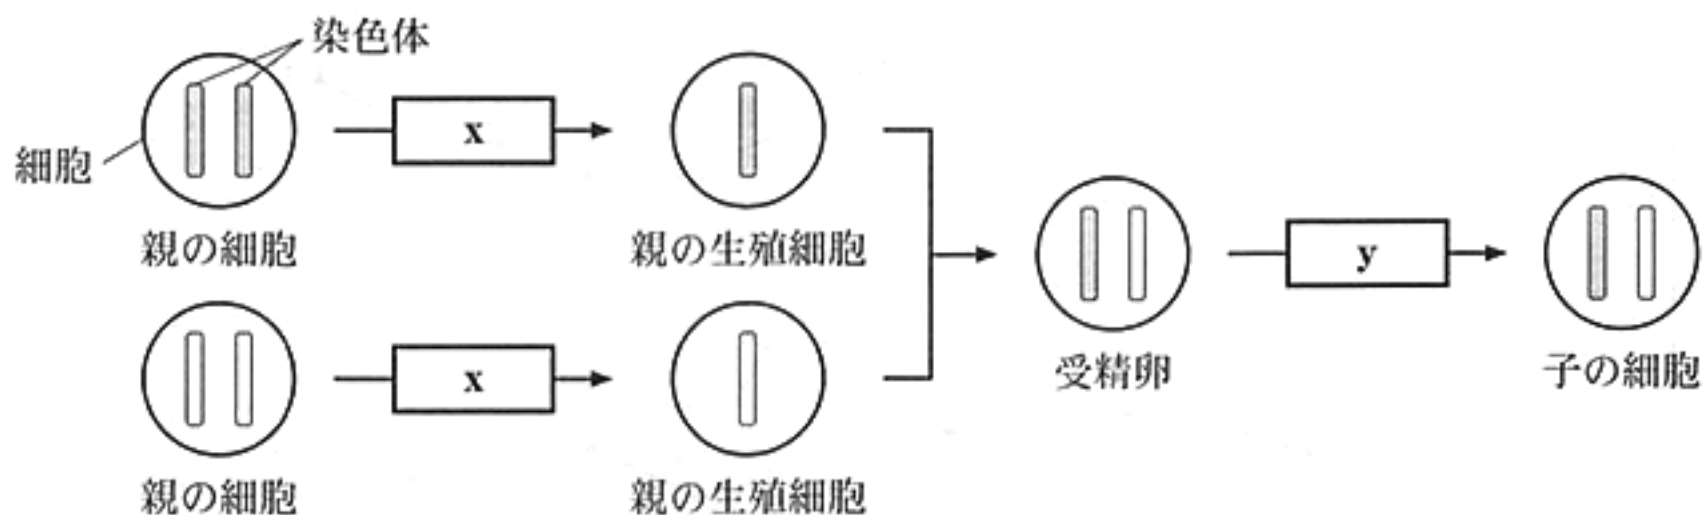 染色体
細胞
x
親の細胞
親の生殖細胞
x
親の細胞
親の生殖細胞
受精卵
y
子の細胞